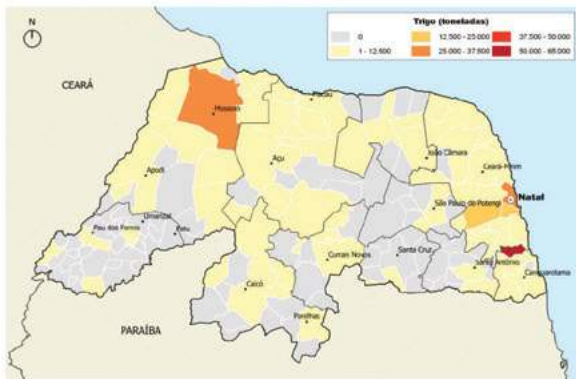 N
Trigo (toneladas)
0
1 - 12.500
12.500 - 25.000
25.000 - 37.500
37.500 - 50.000
50.000 - 65.000
CEARÁ
Mossoró
Macau
Açu
Apodi
João Câmara
Ceará-Mirim
Natal
São Paulo do Potengi
Umarizal
Pau dos Ferros
Patu
Santa Cruz
Currais Novos
Santo Antônio
Canguaretama
Caicó
Parelhas
PARAÍBA